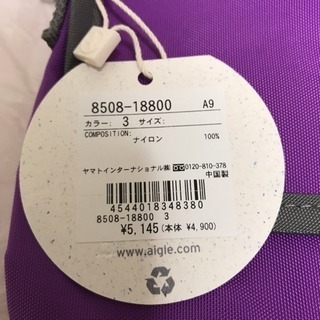 8508-18800 A9
カラー: 3 サイズ:
COMPOSITION:
ナイロン 100%
ヤマトインターナショナル㈱ 0120-810-378
中国製
4544018348380
8508-18800 3
¥5,145(本体 ¥4,900)
www.aigle.com